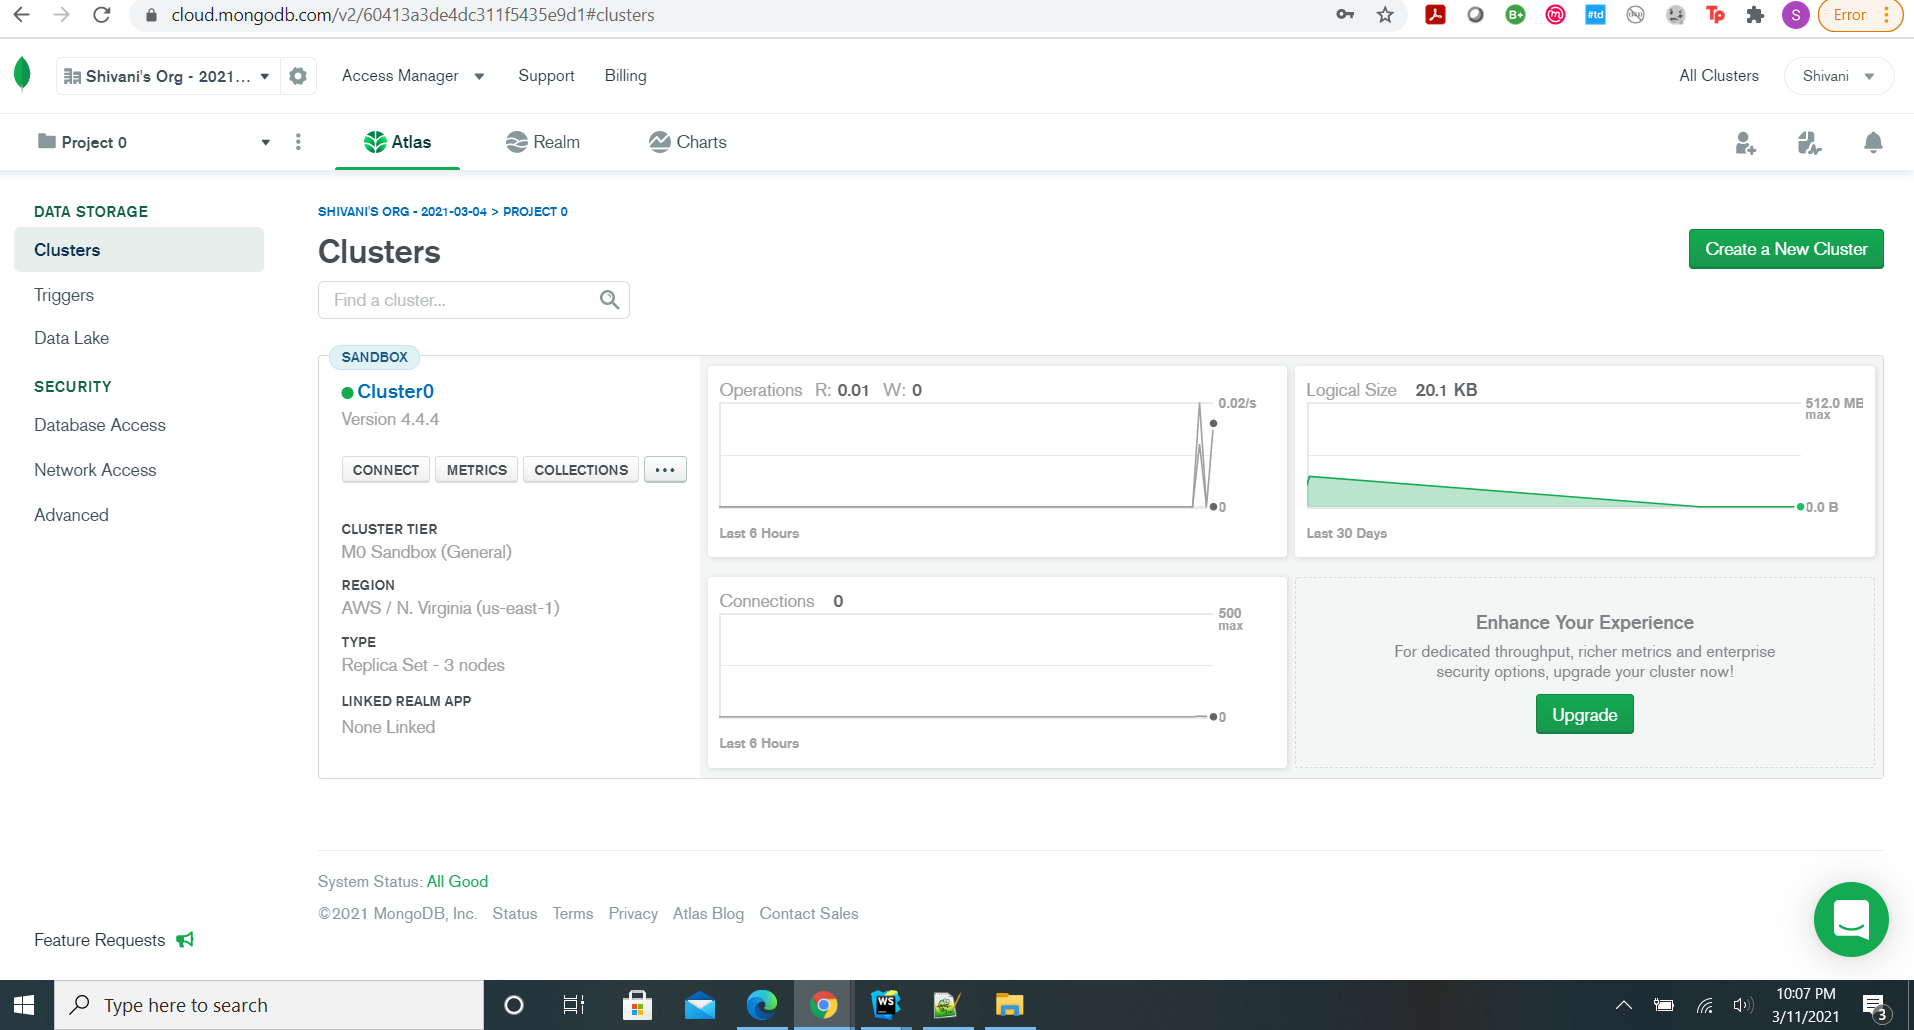 cloud.mongodb.com/v2/60413a3de4dc311f5435e9d1#clusters
B+
#td
Tp
S
Error
Shivani's Org - 2021...
Access Manager
Support
Billing
All Clusters
Shivani
Project 0
Atlas
Realm
Charts
DATA STORAGE
Clusters
Triggers
Data Lake
SECURITY
Database Access
Network Access
Advanced
Feature Requests
SHIVANI'S ORG - 2021-03-04 > PROJECT 0
Clusters
Create a New Cluster
Find a cluster...
SANDBOX
Cluster0
Version 4.4.4
CONNECT
METRICS
COLLECTIONS
...
CLUSTER TIER
M0 Sandbox (General)
REGION
AWS / N. Virginia (us-east-1)
TYPE
Replica Set - 3 nodes
LINKED REALM APP
None Linked
Operations R: 0.01 W: 0
0.02/s
0
Last 6 Hours
Logical Size 20.1 KB
512.0 MB
max
0.0 B
Last 30 Days
Connections 0
500
max
0
Last 6 Hours
Enhance Your Experience
For dedicated throughput, richer metrics and enterprise
security options, upgrade your cluster now!
Upgrade
System Status: All Good
©2021 MongoDB, Inc. Status Terms Privacy Atlas Blog Contact Sales
Type here to search
WS
10:07 PM
3/11/2021
3